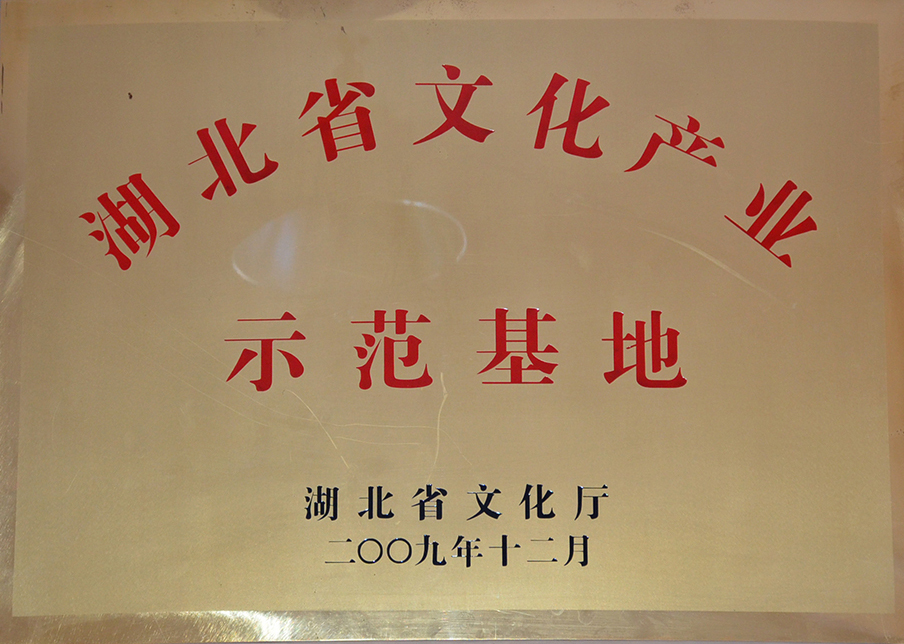 湖北省文化产业
示范基地
湖北省文化厅
二〇〇九年十二月